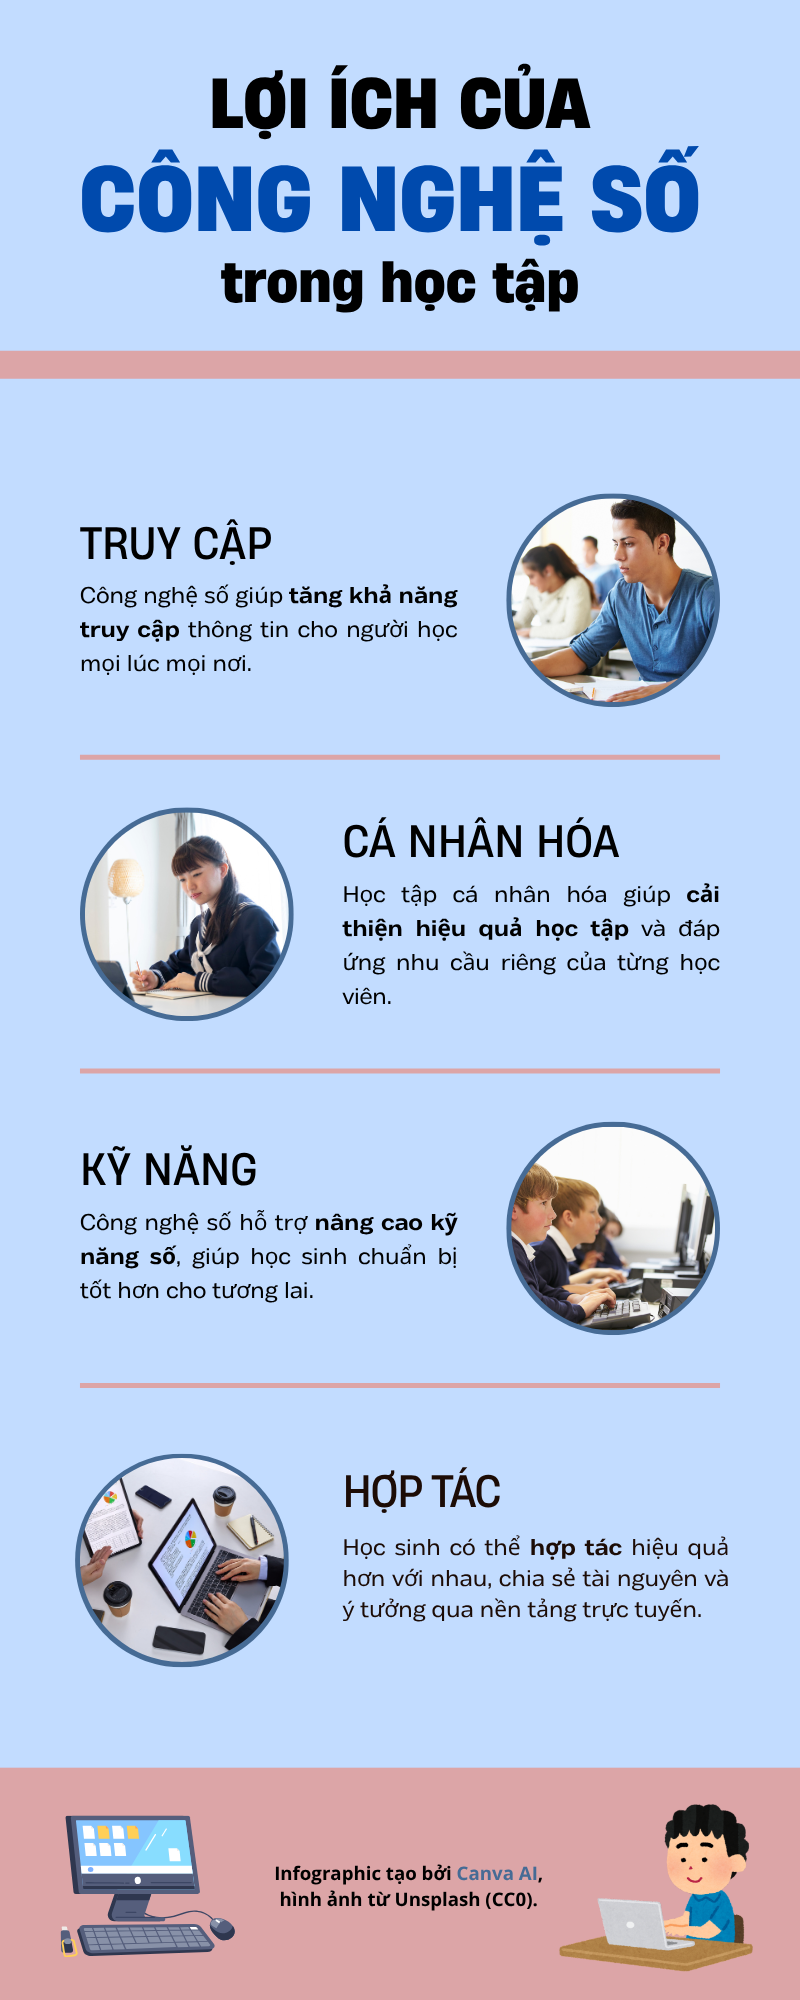 LỢI ÍCH CỦA
CÔNG NGHỆ SỐ
trong học tập
TRUY CẬP
Công nghệ số giúp tăng khả năng
truy cập thông tin cho người học
mọi lúc mọi nơi.
CÁ NHÂN HÓA
Học tập cá nhân hóa giúp cải
thiện hiệu quả học tập và đáp
ứng nhu cầu riêng của từng học
viên.
KỸ NĂNG
Công nghệ số hỗ trợ nâng cao kỹ
năng số, giúp học sinh chuẩn bị
tốt hơn cho tương lai.
HỢP TÁC
Học sinh có thể hợp tác hiệu quả
hơn với nhau, chia sẻ tài nguyên và
ý tưởng qua nền tảng trực tuyến.
Infographic tạo bởi Canva AI,
hình ảnh từ Unsplash (CC0).